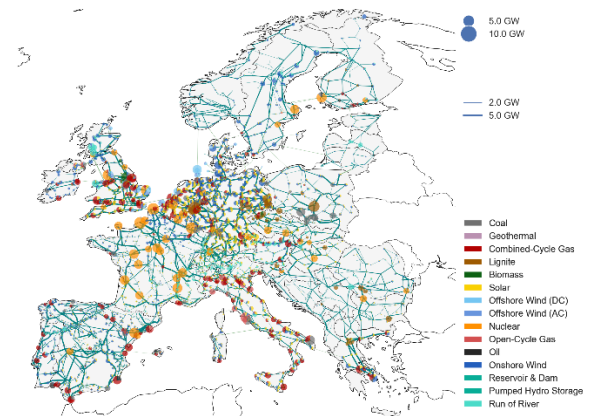 5.0 GW
10.0 GW
2.0 GW
5.0 GW
Coal
Geothermal
Combined-Cycle Gas
Lignite
Biomass
Solar
Offshore Wind (DC)
Offshore Wind (AC)
Nuclear
Open-Cycle Gas
Oil
Onshore Wind
Reservoir & Dam
Pumped Hydro Storage
Run of River